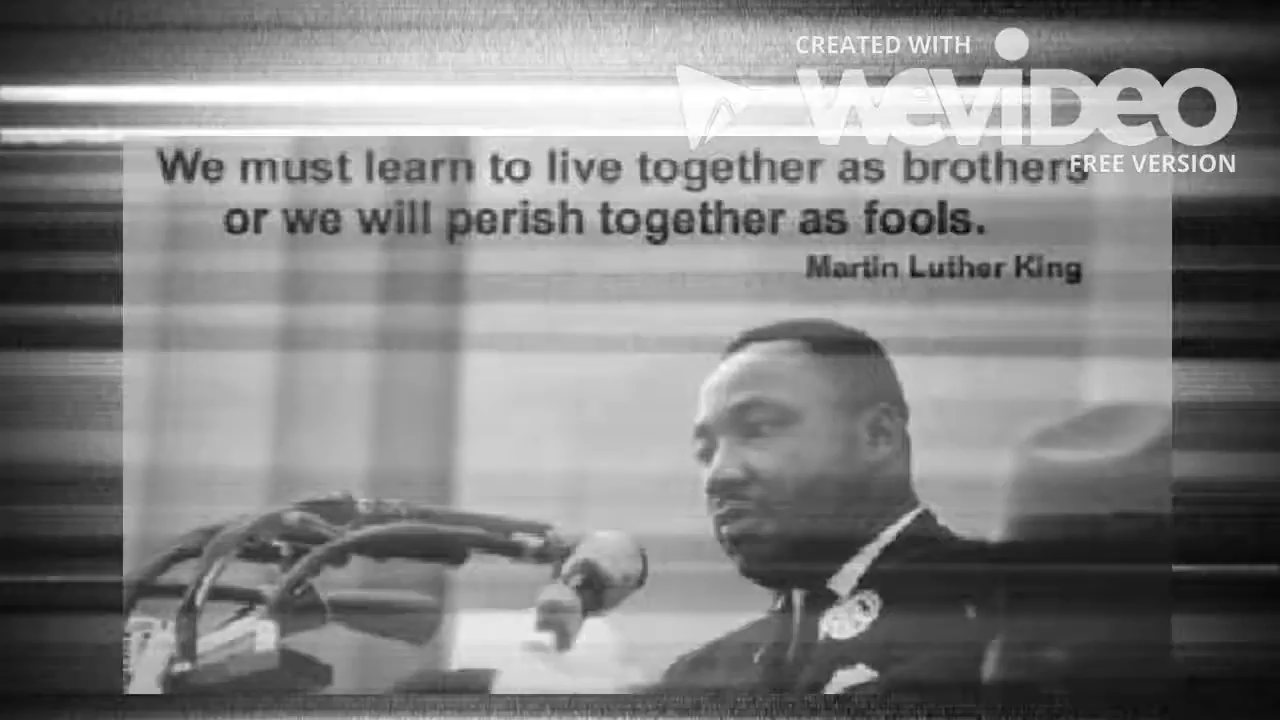 CREATED WITH
WeVideo
FREE VERSION
We must learn to live together as brothers
or we will perish together as fools.
Martin Luther King